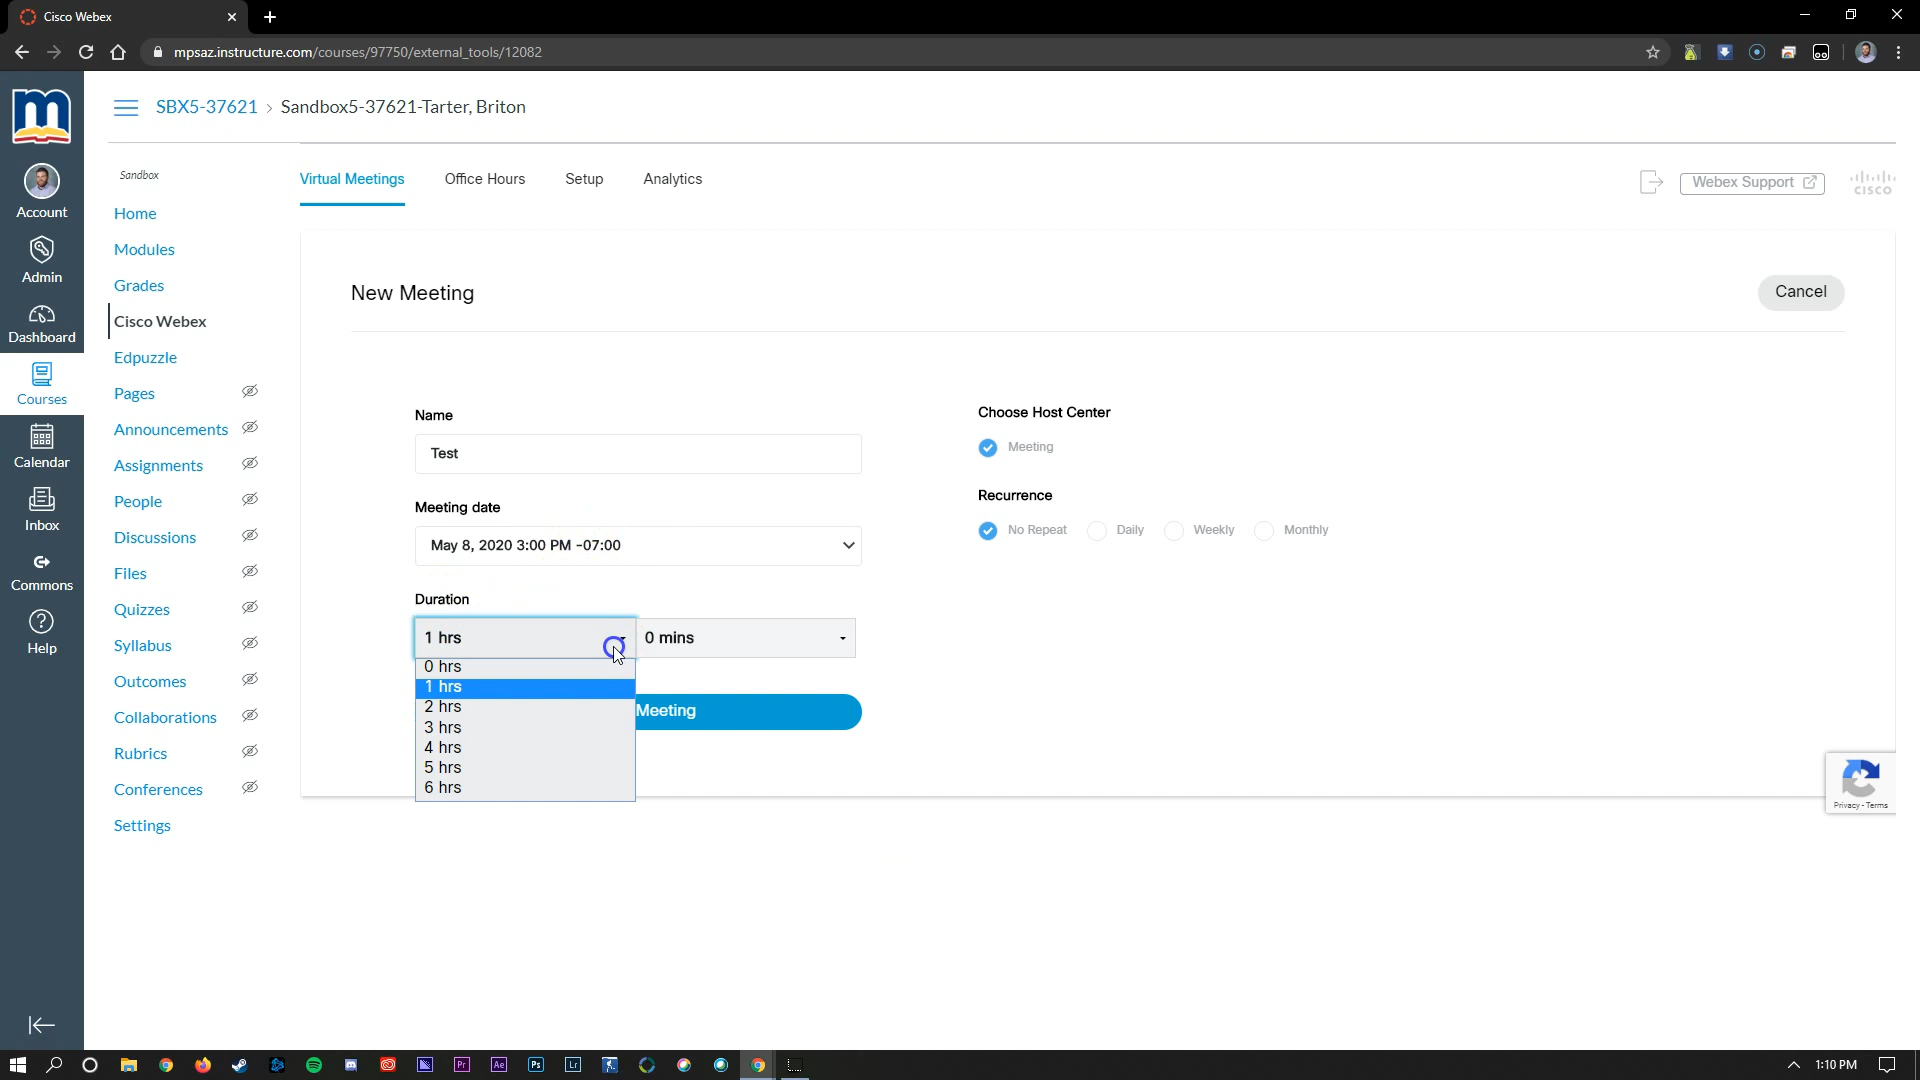 Cisco Webex
mpsaz.instructure.com/courses/97750/external_tools/12082
SBX5-37621 > Sandbox5-37621-Tarter, Briton
Account
Admin
Dashboard
Courses
Calendar
Inbox
Commons
Help
Sandbox
Home
Modules
Grades
Cisco Webex
Edpuzzle
Pages
Announcements
Assignments
People
Discussions
Files
Quizzes
Syllabus
Outcomes
Collaborations
Rubrics
Conferences
Settings
Virtual Meetings Office Hours Setup Analytics
Webex Support
CISCO
New Meeting
Cancel
Name
Test
Meeting date
May 8, 2020 3:00 PM -07:00
Duration
1 hrs
0 mins
0 hrs
1 hrs
2 hrs
3 hrs
4 hrs
5 hrs
6 hrs
Meeting
Choose Host Center
Meeting
Recurrence
No Repeat Daily Weekly Monthly
Privacy - Terms
Pr
Ae
Ps
Lr
1:10 PM